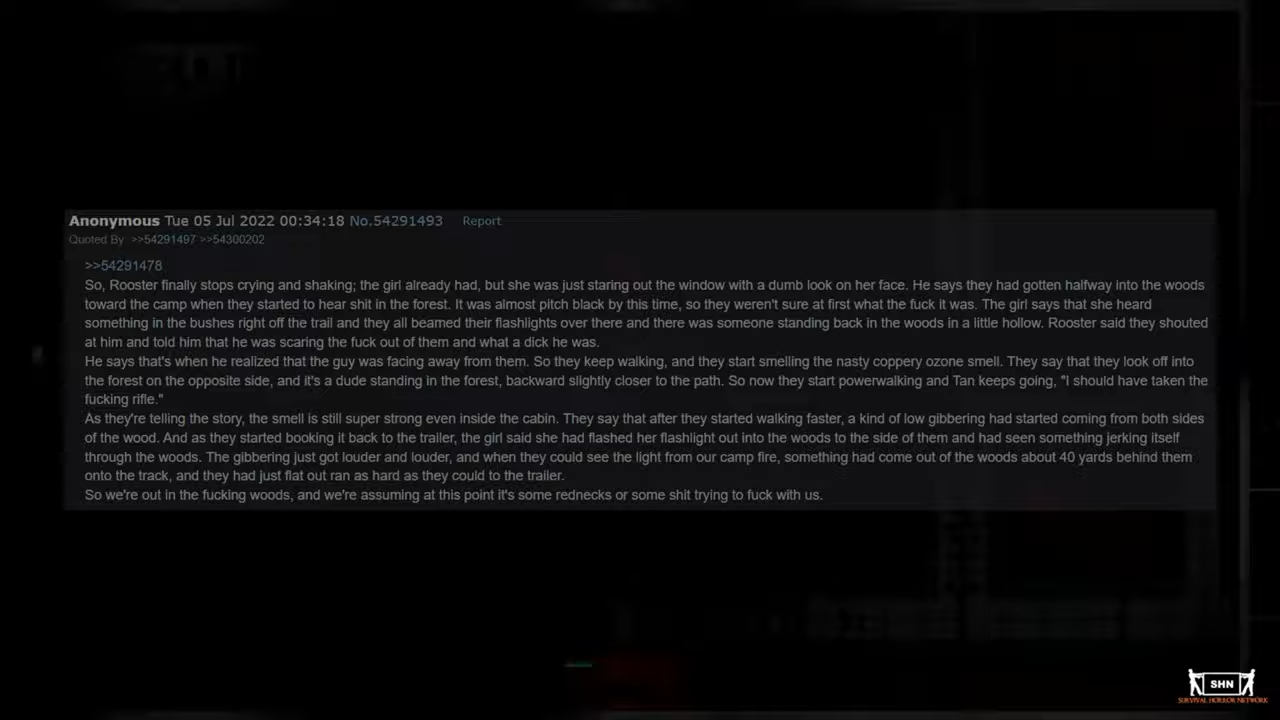 Anonymous Tue 05 Jul 2022 00:34:18 No.54291493 Report
Quoted By >>54291497 >>54300202
>>54291478
So, Rooster finally stops crying and shaking; the girl already had, but she was just staring out the window with a dumb look on her face. He says they had gotten halfway into the woods
toward the camp when they started to hear shit in the forest. It was almost pitch black by this time, so they weren't sure at first what the fuck it was. The girl says that she heard
something in the bushes right off the trail and they all beamed their flashlights over there and there was someone standing back in the woods in a little hollow. Rooster said they shouted
at him and told him that he was scaring the fuck out of them and what a dick he was.
He says that's when he realized that the guy was facing away from them. So they keep walking, and they start smelling the nasty coppery ozone smell. They say that they look off into
the forest on the opposite side, and it's a dude standing in the forest, backward slightly closer to the path. So now they start powerwalking and Tan keeps going, "I should have taken the
fucking rifle."
As they're telling the story, the smell is still super strong even inside the cabin. They say that after they started walking faster, a kind of low gibbering had started coming from both sides
of the wood. And as they started booking it back to the trailer, the girl said she had flashed her flashlight out into the woods to the side of them and had seen something jerking itself
through the woods. The gibbering just got louder and louder, and when they could see the light from our camp fire, something had come out of the woods about 40 yards behind them
onto the track, and they had just flat out ran as hard as they could to the trailer.
So we're out in the fucking woods, and we're assuming at this point it's some rednecks or some shit trying to fuck with us.
SHN
SURVIVAL HORROR NETWORK